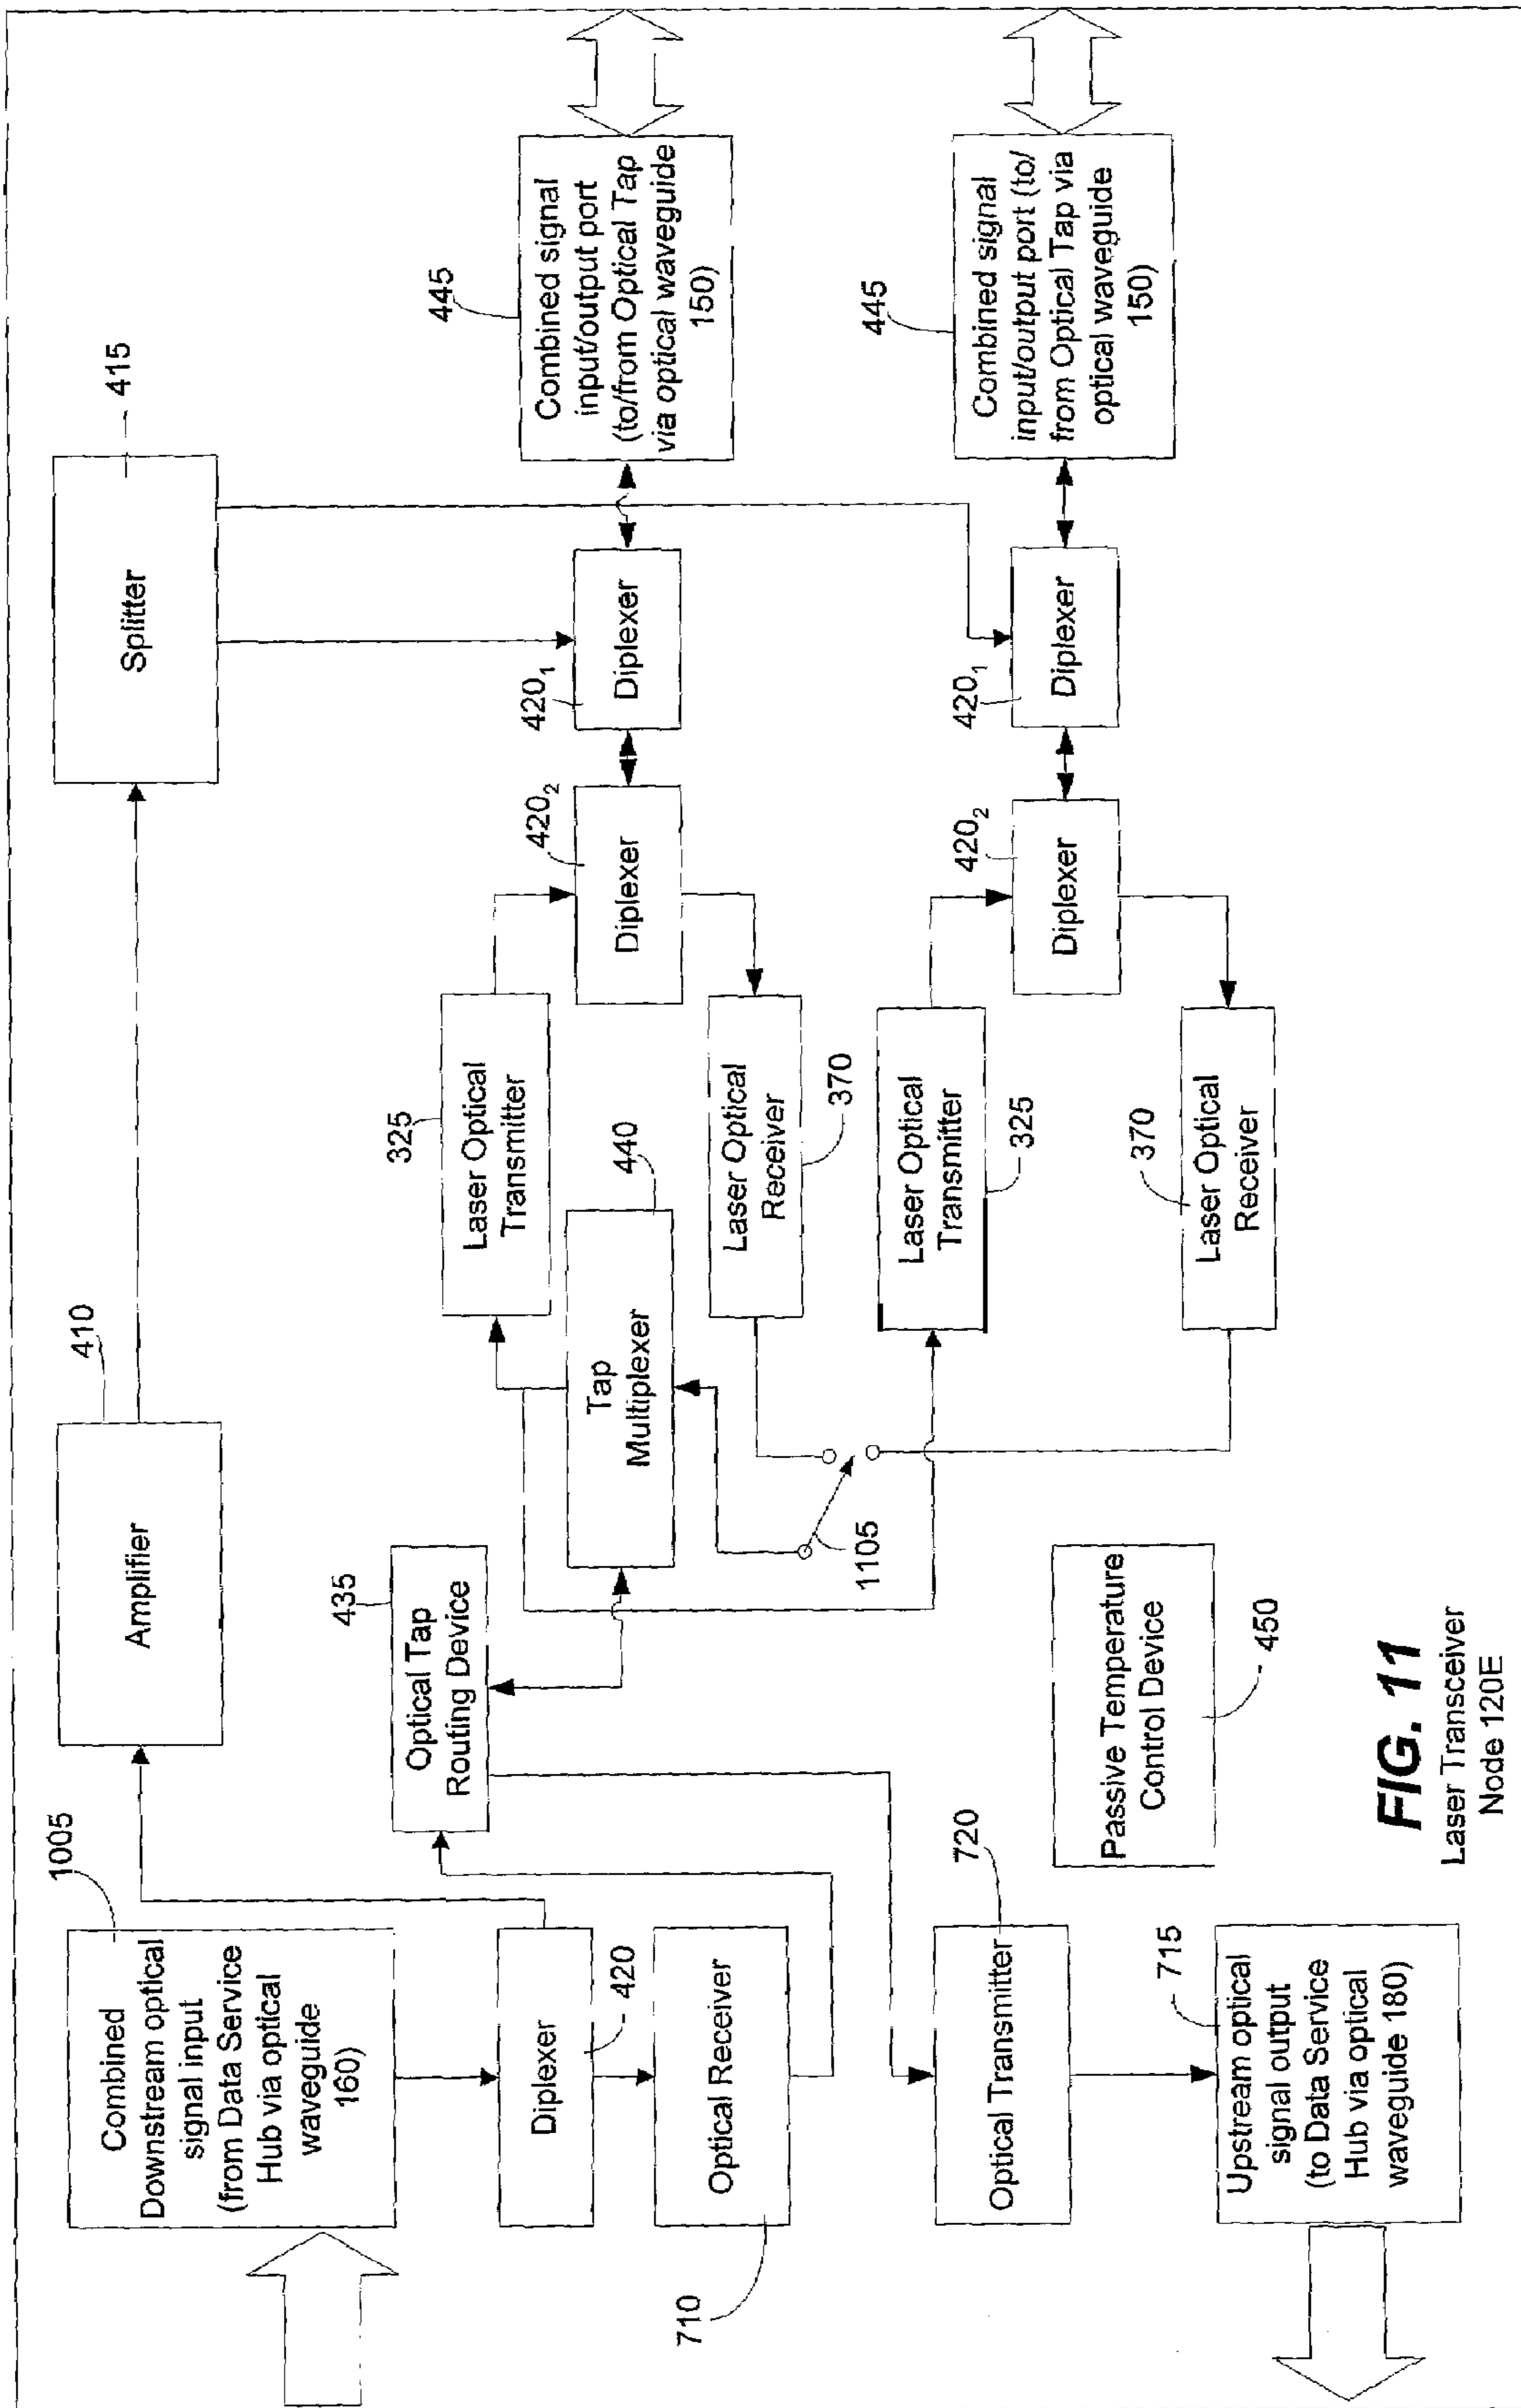 1005
Combined
Downstream optical
signal input
(from Data Service
Hub via optical
waveguide
160)
Diplexer
420
Optical Receiver
710
Optical Transmitter
720
Upstream optical
signal output
(to Data Service
Hub via optical
waveguide 180)
715
410
Amplifier
435
Optical Tap
Routing Device
Passive Temperature
Control Device
450
FIG. 11
Laser Transceiver
Node 120E
1105
Tap
Multiplexer
440
325
Laser Optical
Transmitter
Laser Optical
Receiver
370
Laser Optical
Transmitter
325
370
Laser Optical
Receiver
Splitter
415
420₂
Diplexer
420₁
Diplexer
420₂
Diplexer
420₁
Diplexer
445
Combined signal
input/output port
(to/from Optical Tap
via optical waveguide
150)
445
Combined signal
input/output port (to/
from Optical Tap via
optical waveguide
150)